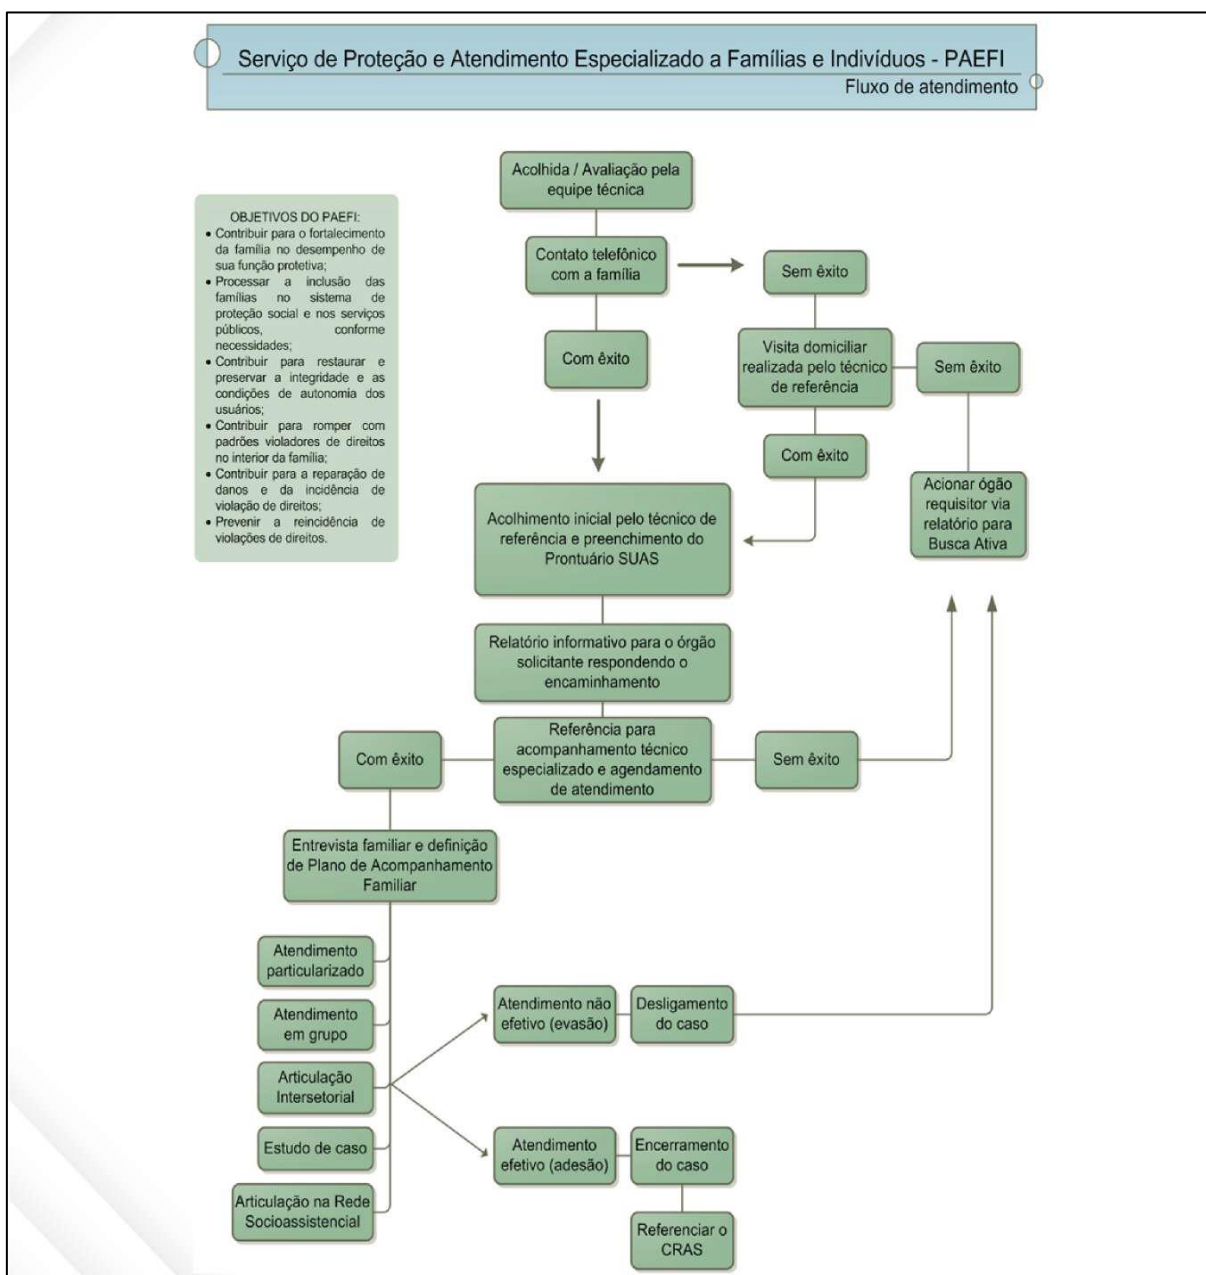 Serviço de Proteção e Atendimento Especializado a Famílias e Indivíduos - PAEFI
Fluxo de atendimento
Acolhida / Avaliação pela
equipe técnica
OBJETIVOS DO PAEFI:
• Contribuir para o fortalecimento
da família no desempenho de
sua função protetiva;
• Processar a inclusão das
famílias no sistema de
proteção social e nos serviços
públicos, conforme
necessidades;
• Contribuir para restaurar e
preservar a integridade e as
condições de autonomia dos
usuários;
• Contribuir para romper com
padrões violadores de direitos
no interior da família;
• Contribuir para a reparação de
danos e da incidência de
violação de direitos;
• Prevenir a reincidência de
violações de direitos.
Contato telefônico
com a família
Sem êxito
Com êxito
Visita domiciliar
realizada pelo técnico
de referência
Sem êxito
Com êxito
Acionar ógão
requisitor via
relatório para
Busca Ativa
Acolhimento inicial pelo técnico de
referência e preenchimento do
Prontuário SUAS
Relatório informativo para o órgão
solicitante respondendo o
encaminhamento
Com êxito
Referência para
acompanhamento técnico
especializado e agendamento
de atendimento
Sem êxito
Entrevista familiar e definição
de Plano de Acompanhamento
Familiar
Atendimento
particularizado
Atendimento
em grupo
Articulação
Intersetorial
Estudo de caso
Articulação na Rede
Socioassistencial
Atendimento não
efetivo (evasão)
Desligamento
do caso
Atendimento
efetivo (adesão)
Encerramento
do caso
Referenciar o
CRAS